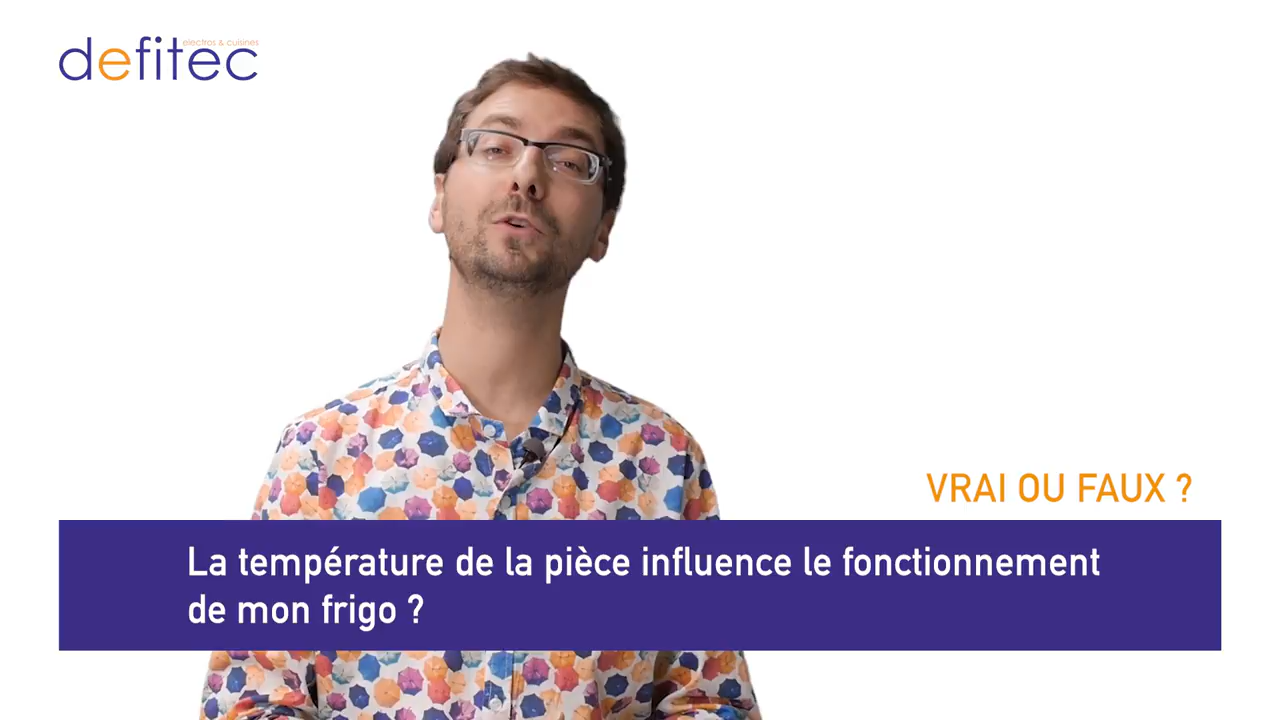 electros & cuisines
defitec
VRAI OU FAUX ?
La température de la pièce influence le fonctionnement
de mon frigo ?